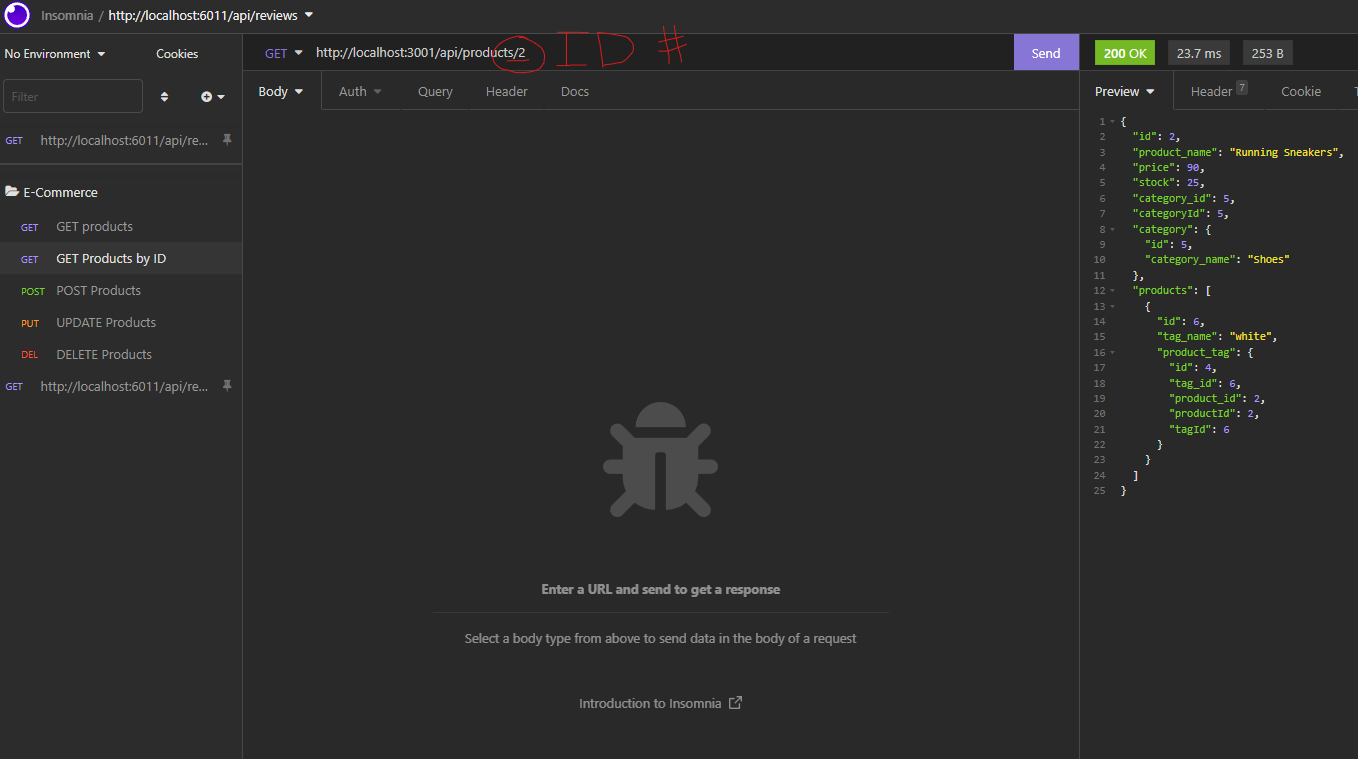 Insomnia / http://localhost:6011/api/reviews
No Environment
Cookies
Filter
GET http://localhost:6011/api/re...
E-Commerce
GET GET products
GET GET Products by ID
POST POST Products
PUT UPDATE Products
DEL DELETE Products
GET http://localhost:6011/api/re...
GET http://localhost:3001/api/products/2
ID #
Send
Body
Auth
Query
Header
Docs
Enter a URL and send to get a response
Select a body type from above to send data in the body of a request
Introduction to Insomnia
200 OK
23.7 ms
253 B
Preview
Header 7
Cookie
T
1 {
2 "id": 2,
3 "product_name": "Running Sneakers",
4 "price": 90,
5 "stock": 25,
6 "category_id": 5,
7 "categoryId": 5,
8 "category": {
9 "id": 5,
10 "category_name": "Shoes"
11 },
12 "products": [
13 {
14 "id": 6,
15 "tag_name": "white",
16 "product_tag": {
17 "id": 4,
18 "tag_id": 6,
19 "product_id": 2,
20 "productId": 2,
21 "tagId": 6
22 }
23 }
24 ]
25 }